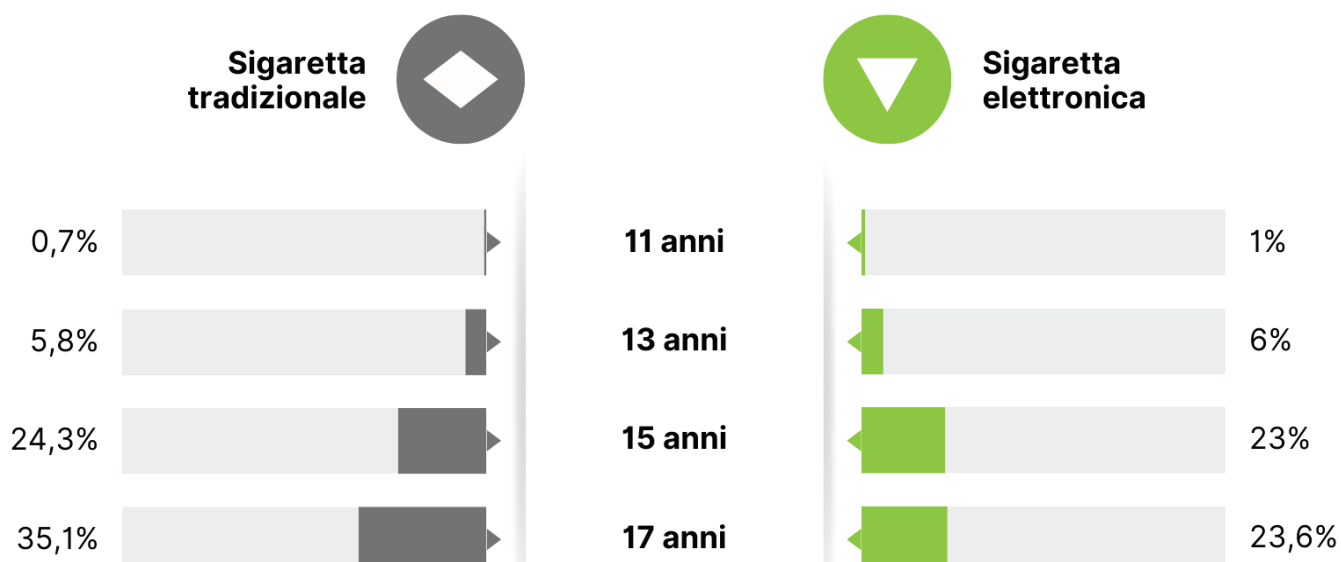 Sigaretta
tradizionale
Sigaretta
elettronica
0,7% 11 anni 1%
5,8% 13 anni 6%
24,3% 15 anni 23%
35,1% 17 anni 23,6%